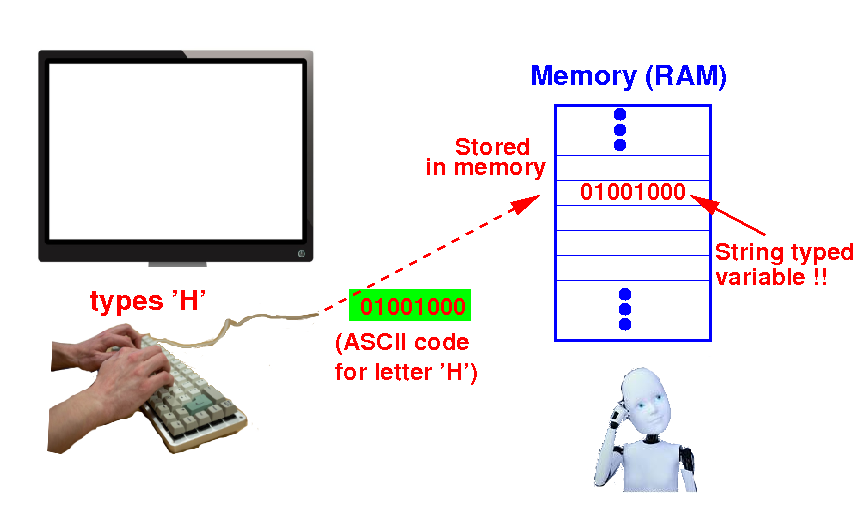 Memory (RAM)
Stored
in memory
01001000
String typed
variable !!
types 'H'
01001000
(ASCII code
for letter 'H')